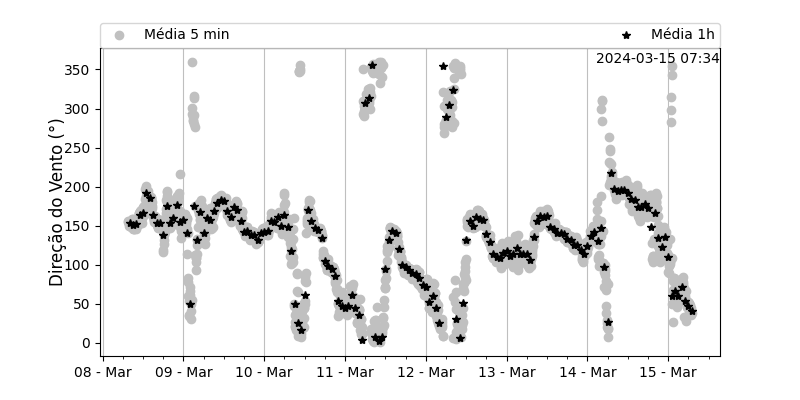 Média 5 min
Média 1h
2024-03-15 07:34
Direção do Vento (°)
350
300
250
200
150
100
50
0
08 - Mar
09 - Mar
10 - Mar
11 - Mar
12 - Mar
13 - Mar
14 - Mar
15 - Mar